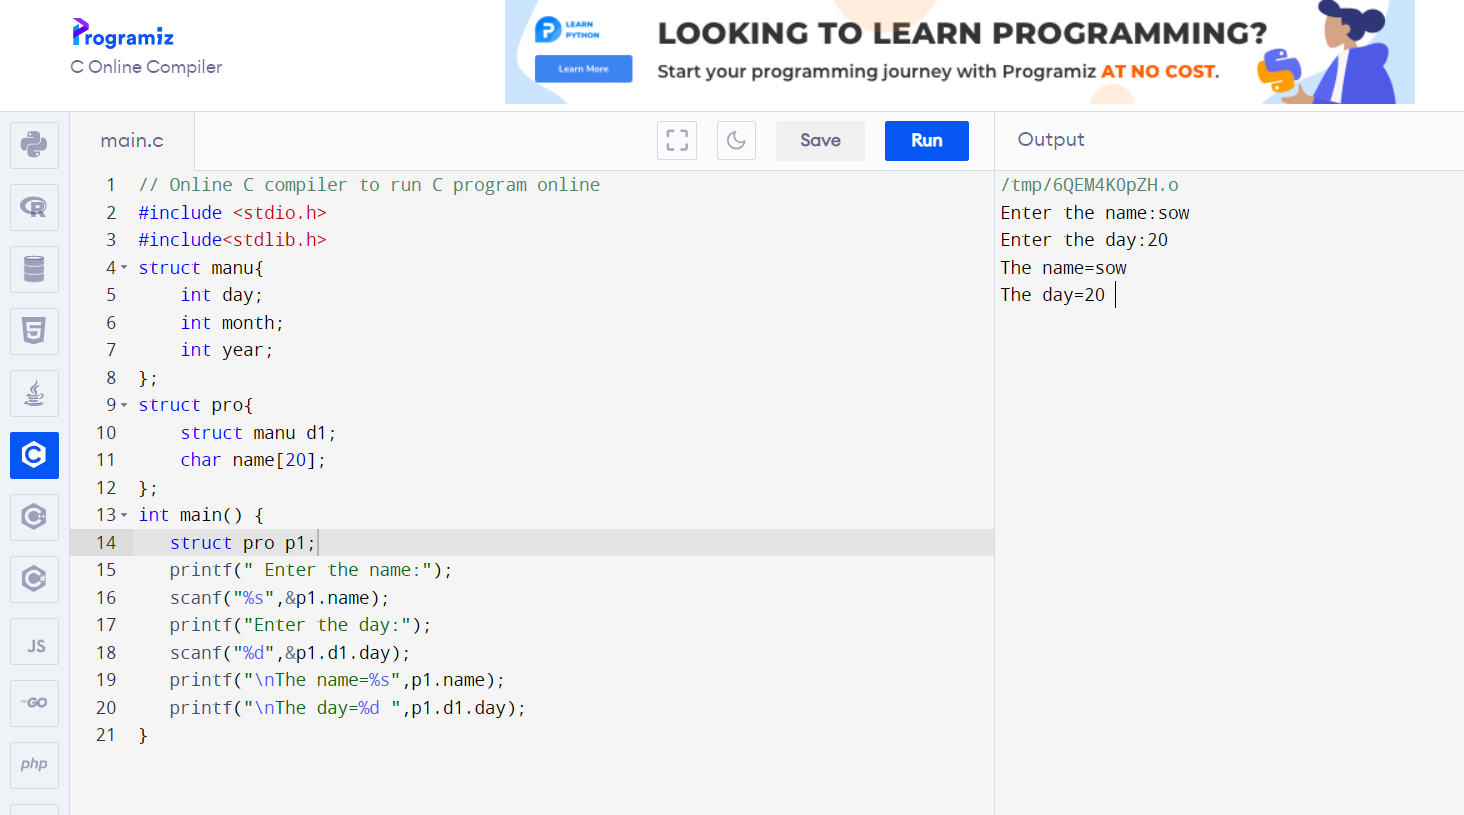 Programiz
C Online Compiler
LEARN
PYTHON
Learn More
LOOKING TO LEARN PROGRAMMING?
Start your programming journey with Programiz AT NO COST.
main.c
Save
Run
Output
1 // Online C compiler to run C program online
2 #include <stdio.h>
3 #include<stdlib.h>
4 struct manu{
5     int day;
6     int month;
7     int year;
8 };
9 struct pro{
10     struct manu d1;
11     char name[20];
12 };
13 int main() {
14    struct pro p1;
15    printf(" Enter the name:");
16    scanf("%s",&p1.name);
17    printf("Enter the day:");
18    scanf("%d",&p1.d1.day);
19    printf("\nThe name=%s",p1.name);
20    printf("\nThe day=%d ",p1.d1.day);
21 }
/tmp/6QEM4KOpZH.o
Enter the name:sow
Enter the day:20
The name=sow
The day=20
R
5
C
C
C
JS
GO
php